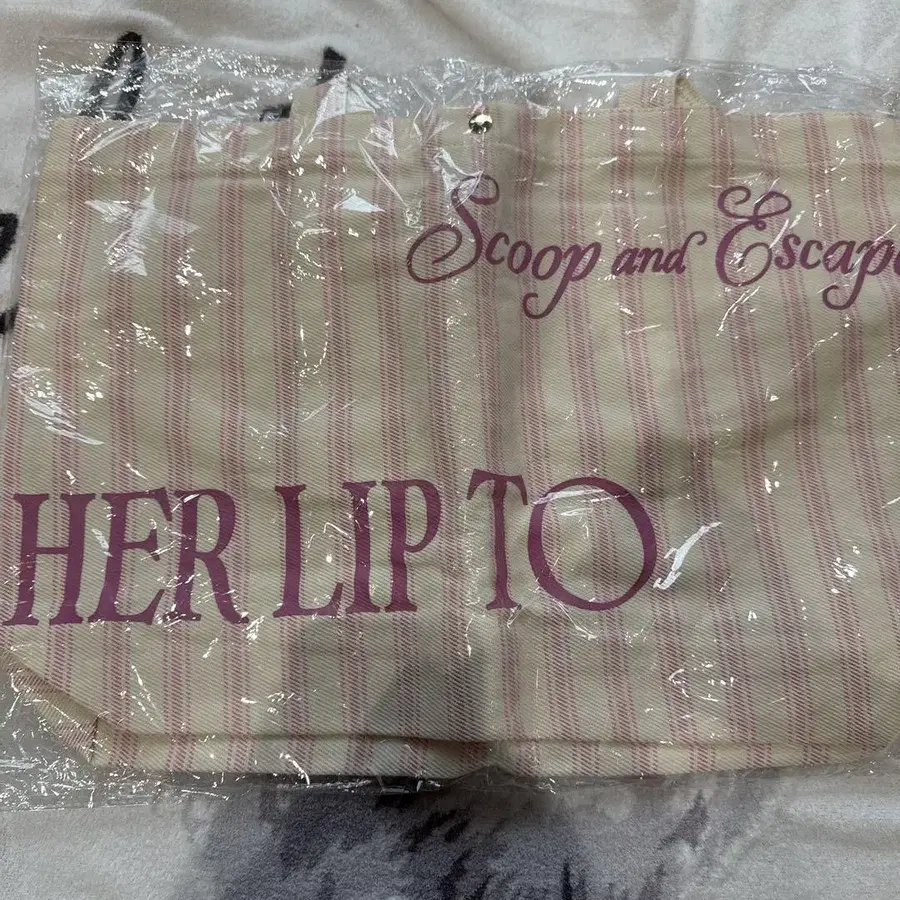 Scoop and Escape
HER LIP TO